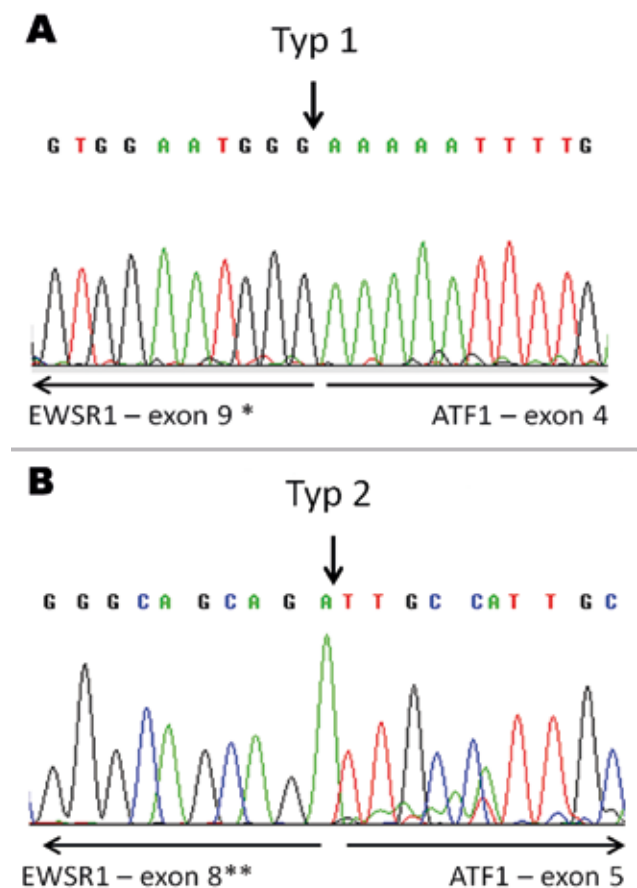 A
Typ 1
G T G G A A T G G G A A A A A T T T T G
EWSR1 – exon 9 * ATF1 – exon 4
B
Typ 2
G G G C A G C A G A T T G C C A T T G C
EWSR1 – exon 8** ATF1 – exon 5